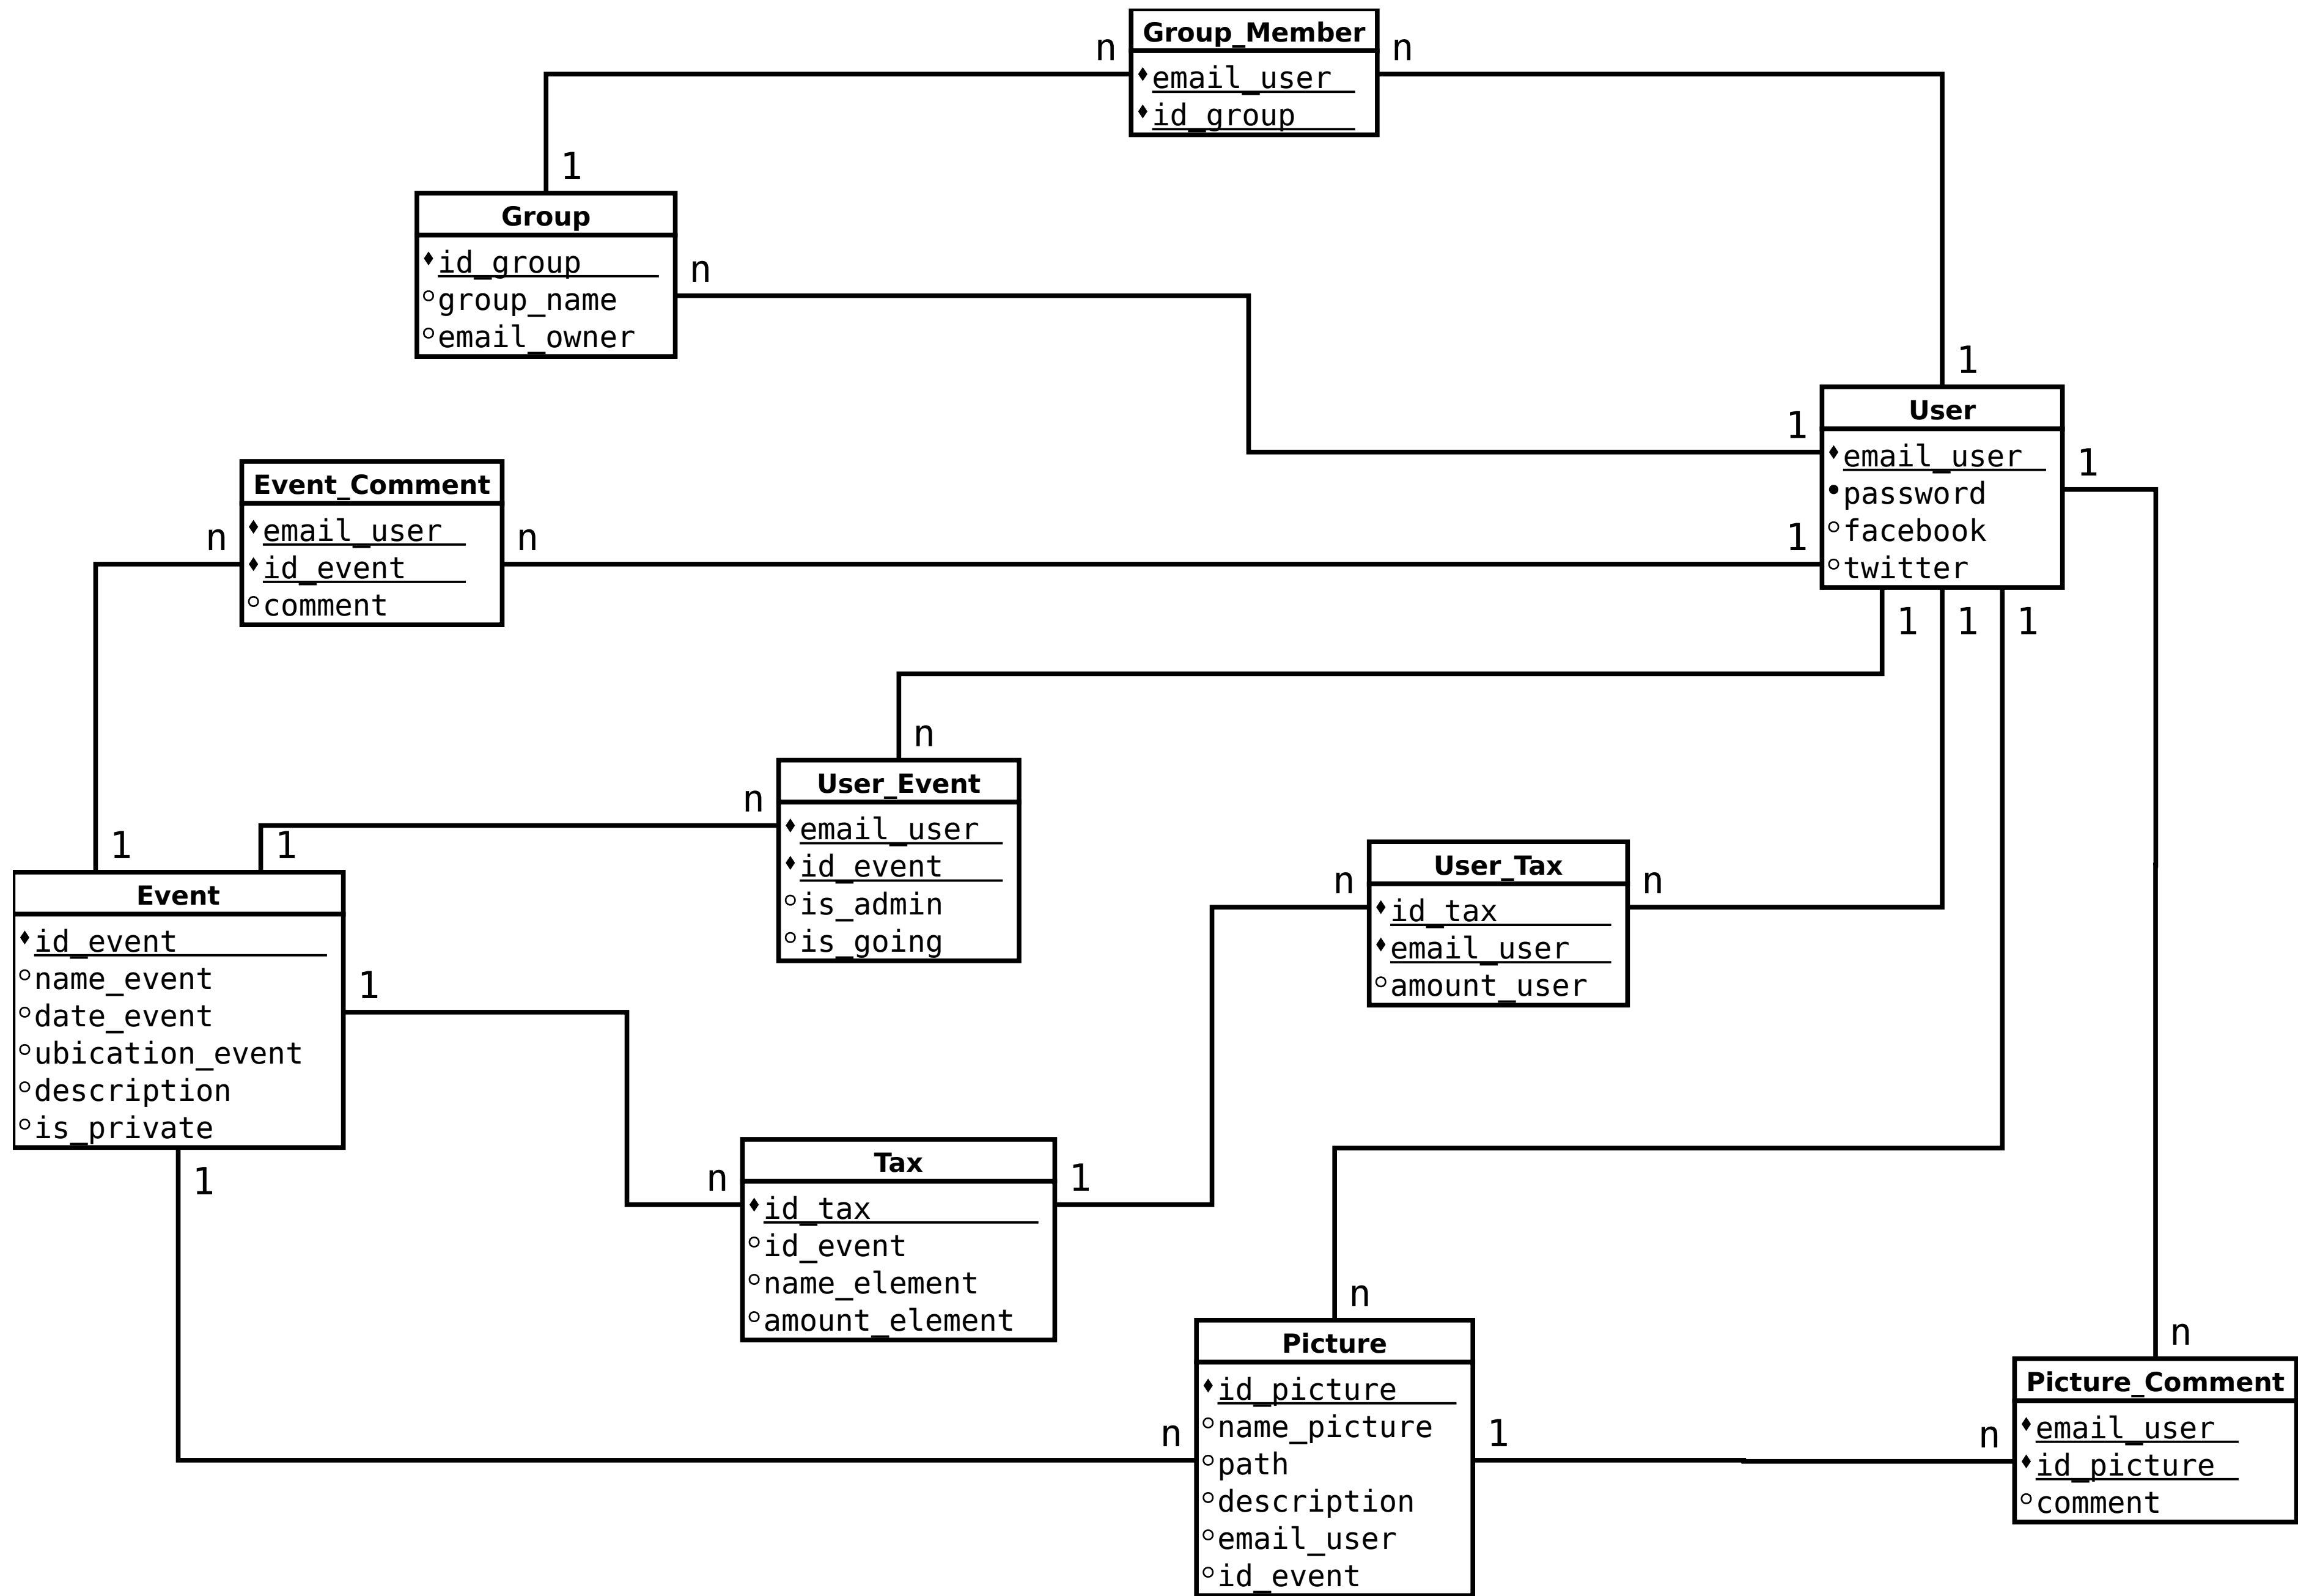 Group_Member
n
n
email_user
id_group
1
Group
id_group
group_name
email_owner
n
1
User
email_user
password
facebook
twitter
1
1
1
Event_Comment
email_user
id_event
comment
n
n
1
1
1
n
User_Event
email_user
id_event
is_admin
is_going
n
1
1
User_Tax
id_tax
email_user
amount_user
n
n
Event
id_event
name_event
date_event
ubication_event
description
is_private
1
1
Tax
id_tax
id_event
name_element
amount_element
n
1
n
Picture
id_picture
name_picture
path
description
email_user
id_event
n
1
n
Picture_Comment
email_user
id_picture
comment
n